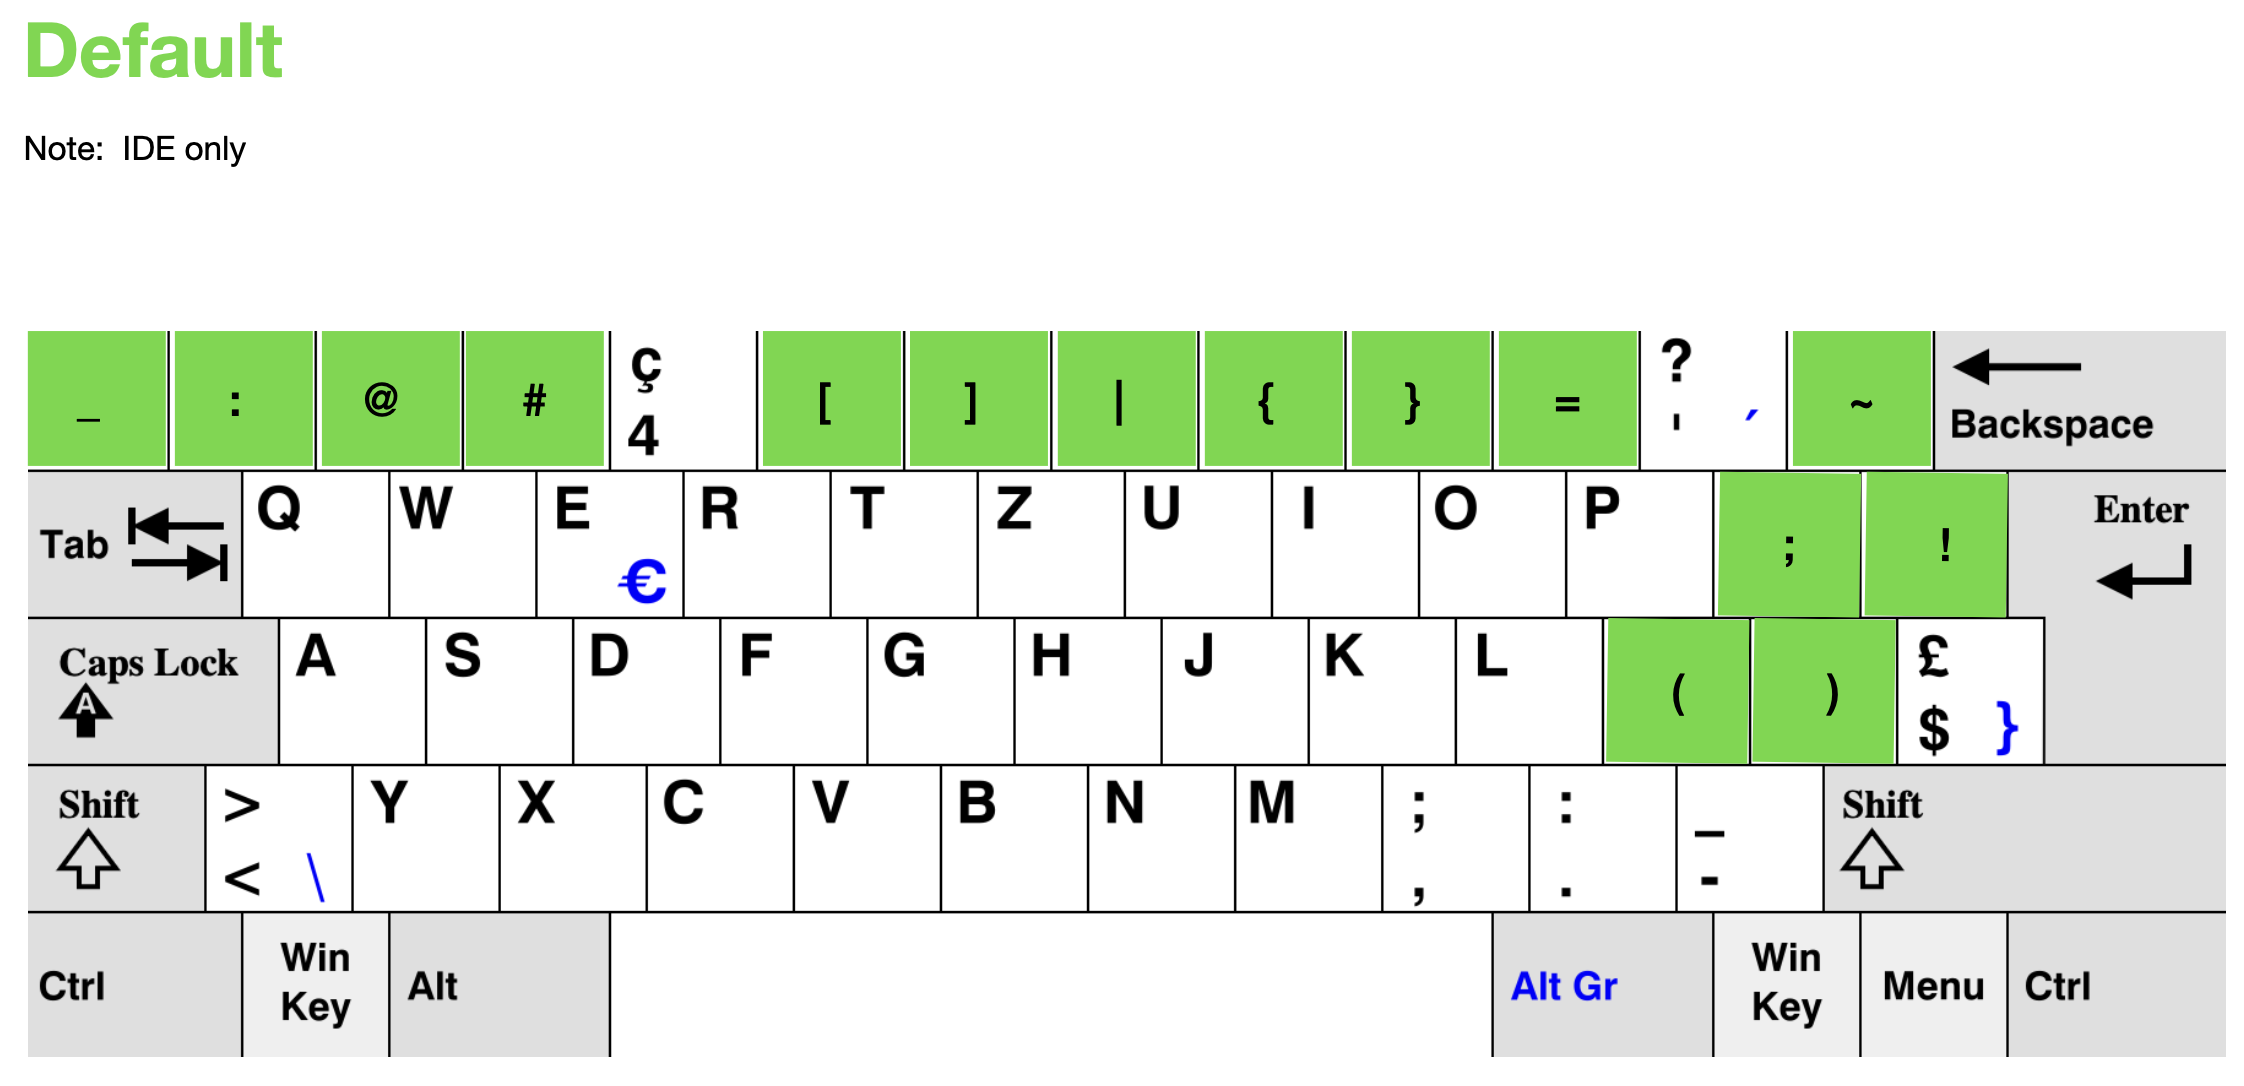 Default
Note: IDE only
_ : @ # ç [ ] | { } = ? ~
4 ' ´ Backspace
Tab Q W E R T Z U I O P ; ! Enter
€
Caps Lock A S D F G H J K L ( ) £
A $ }
Shift > Y X C V B N M ; : _ Shift
< \ , . -
Ctrl Win Key Alt Alt Gr Win Key Menu Ctrl